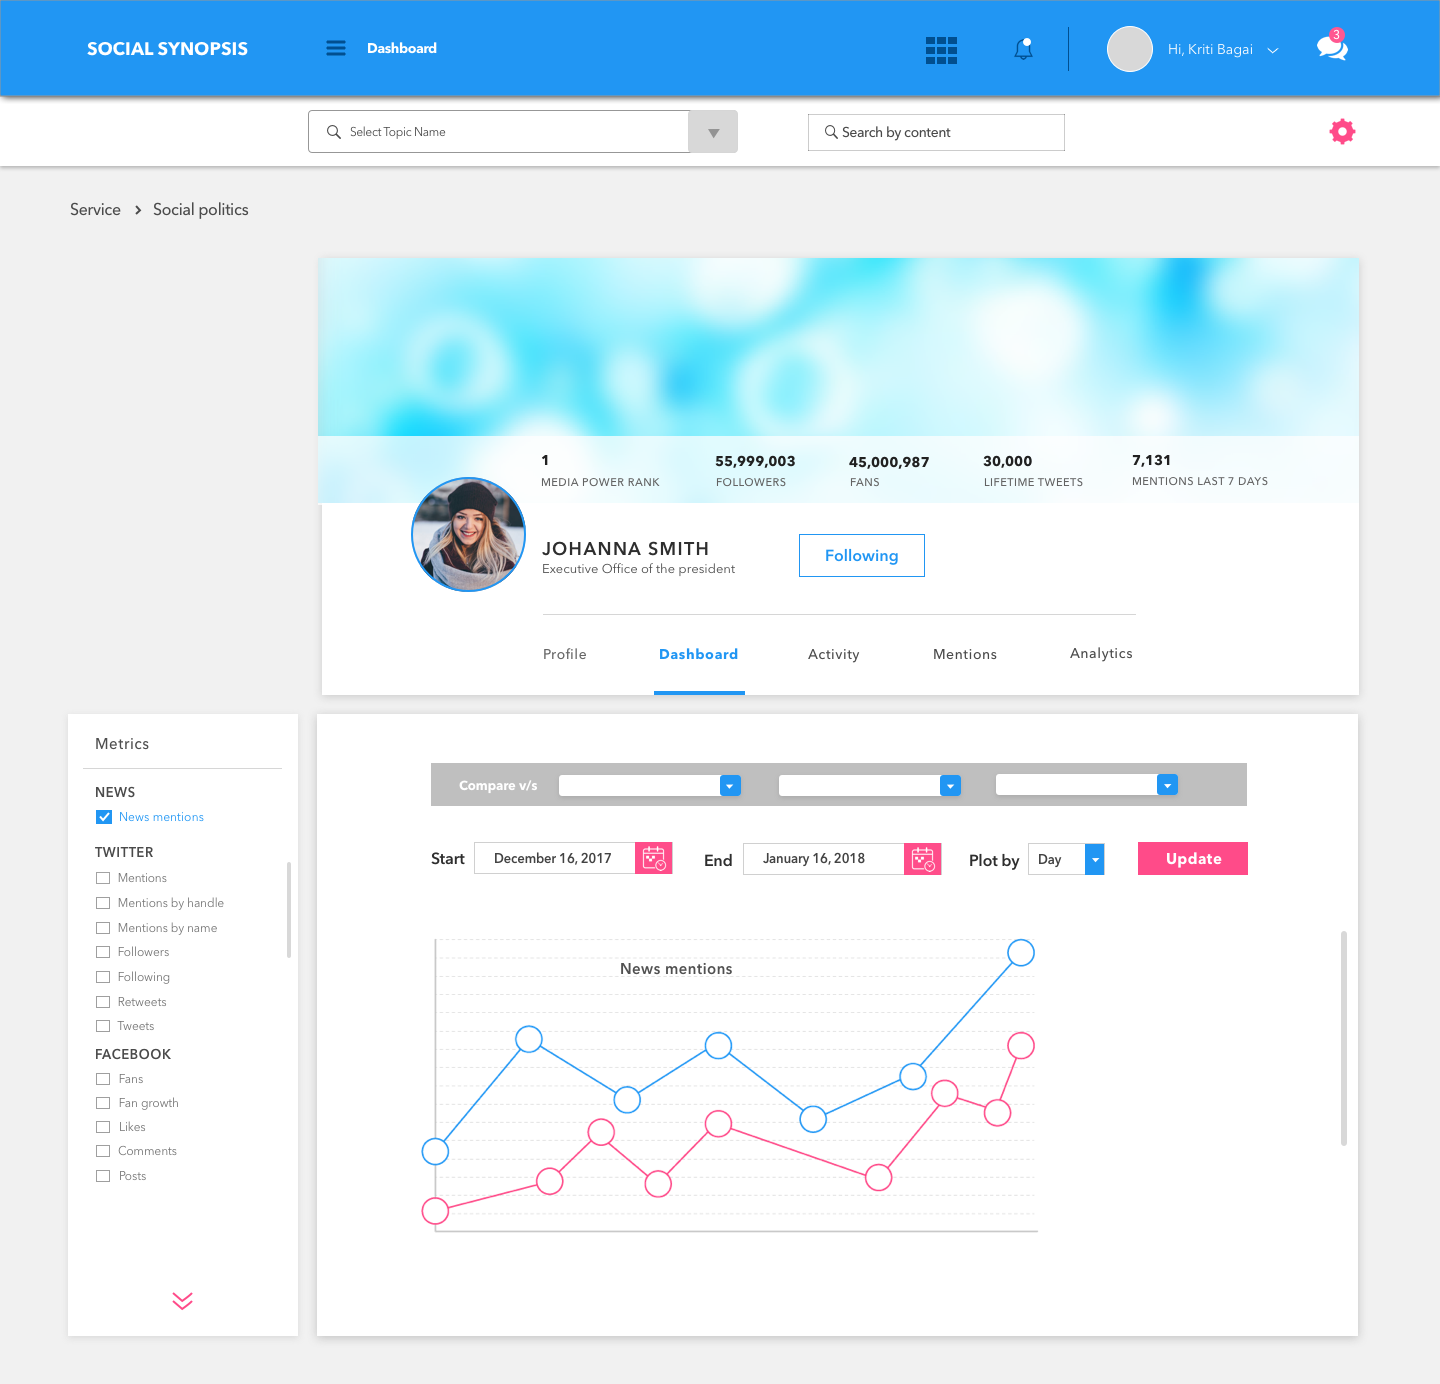 SOCIAL SYNOPSIS
Dashboard
Hi, Kriti Bagai
3
Select Topic Name
Search by content
Service > Social politics
1
MEDIA POWER RANK
55,999,003
FOLLOWERS
45,000,987
FANS
30,000
LIFETIME TWEETS
7,131
MENTIONS LAST 7 DAYS
JOHANNA SMITH
Executive Office of the president
Following
Profile
Dashboard
Activity
Mentions
Analytics
Metrics
NEWS
News mentions
TWITTER
Mentions
Mentions by handle
Mentions by name
Followers
Following
Retweets
Tweets
FACEBOOK
Fans
Fan growth
Likes
Comments
Posts
Compare v/s
Start
December 16, 2017
End
January 16, 2018
Plot by
Day
Update
News mentions